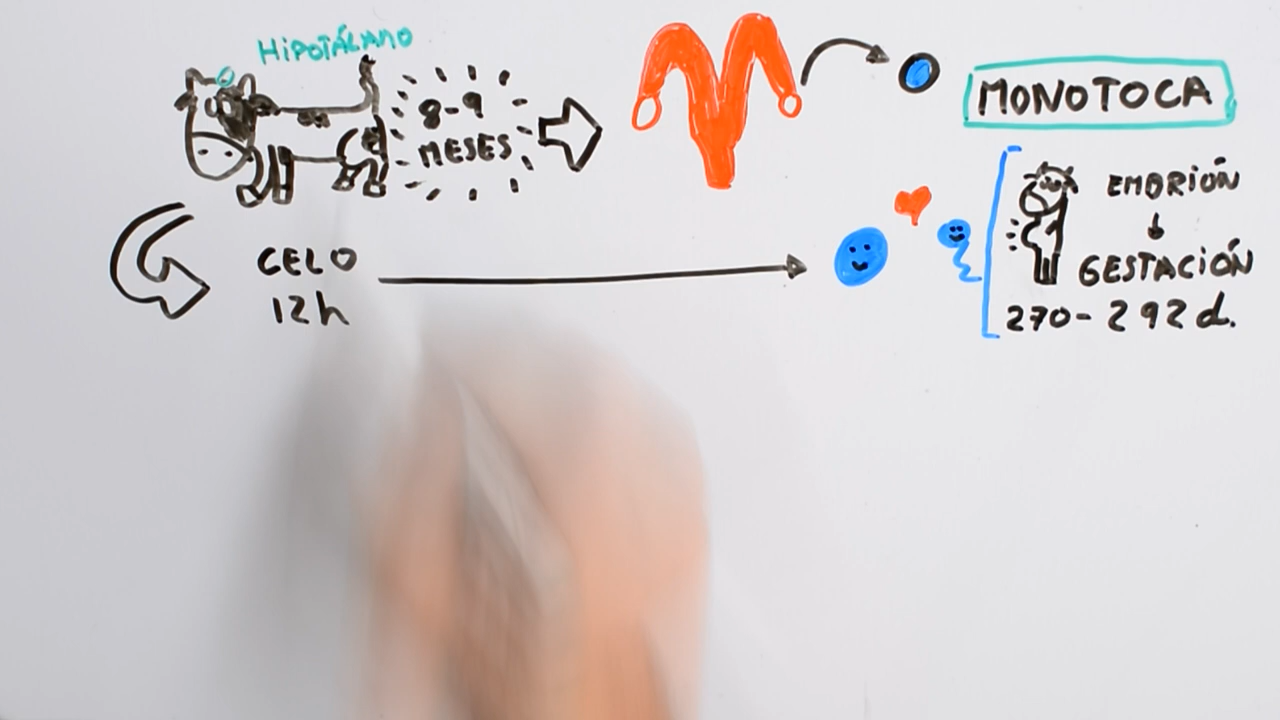 HIPOTÁLAMO
8-9
MESES
MONOTOCA
EMBRIÓN
GESTACIÓN
270-292 d.
CELO
12h